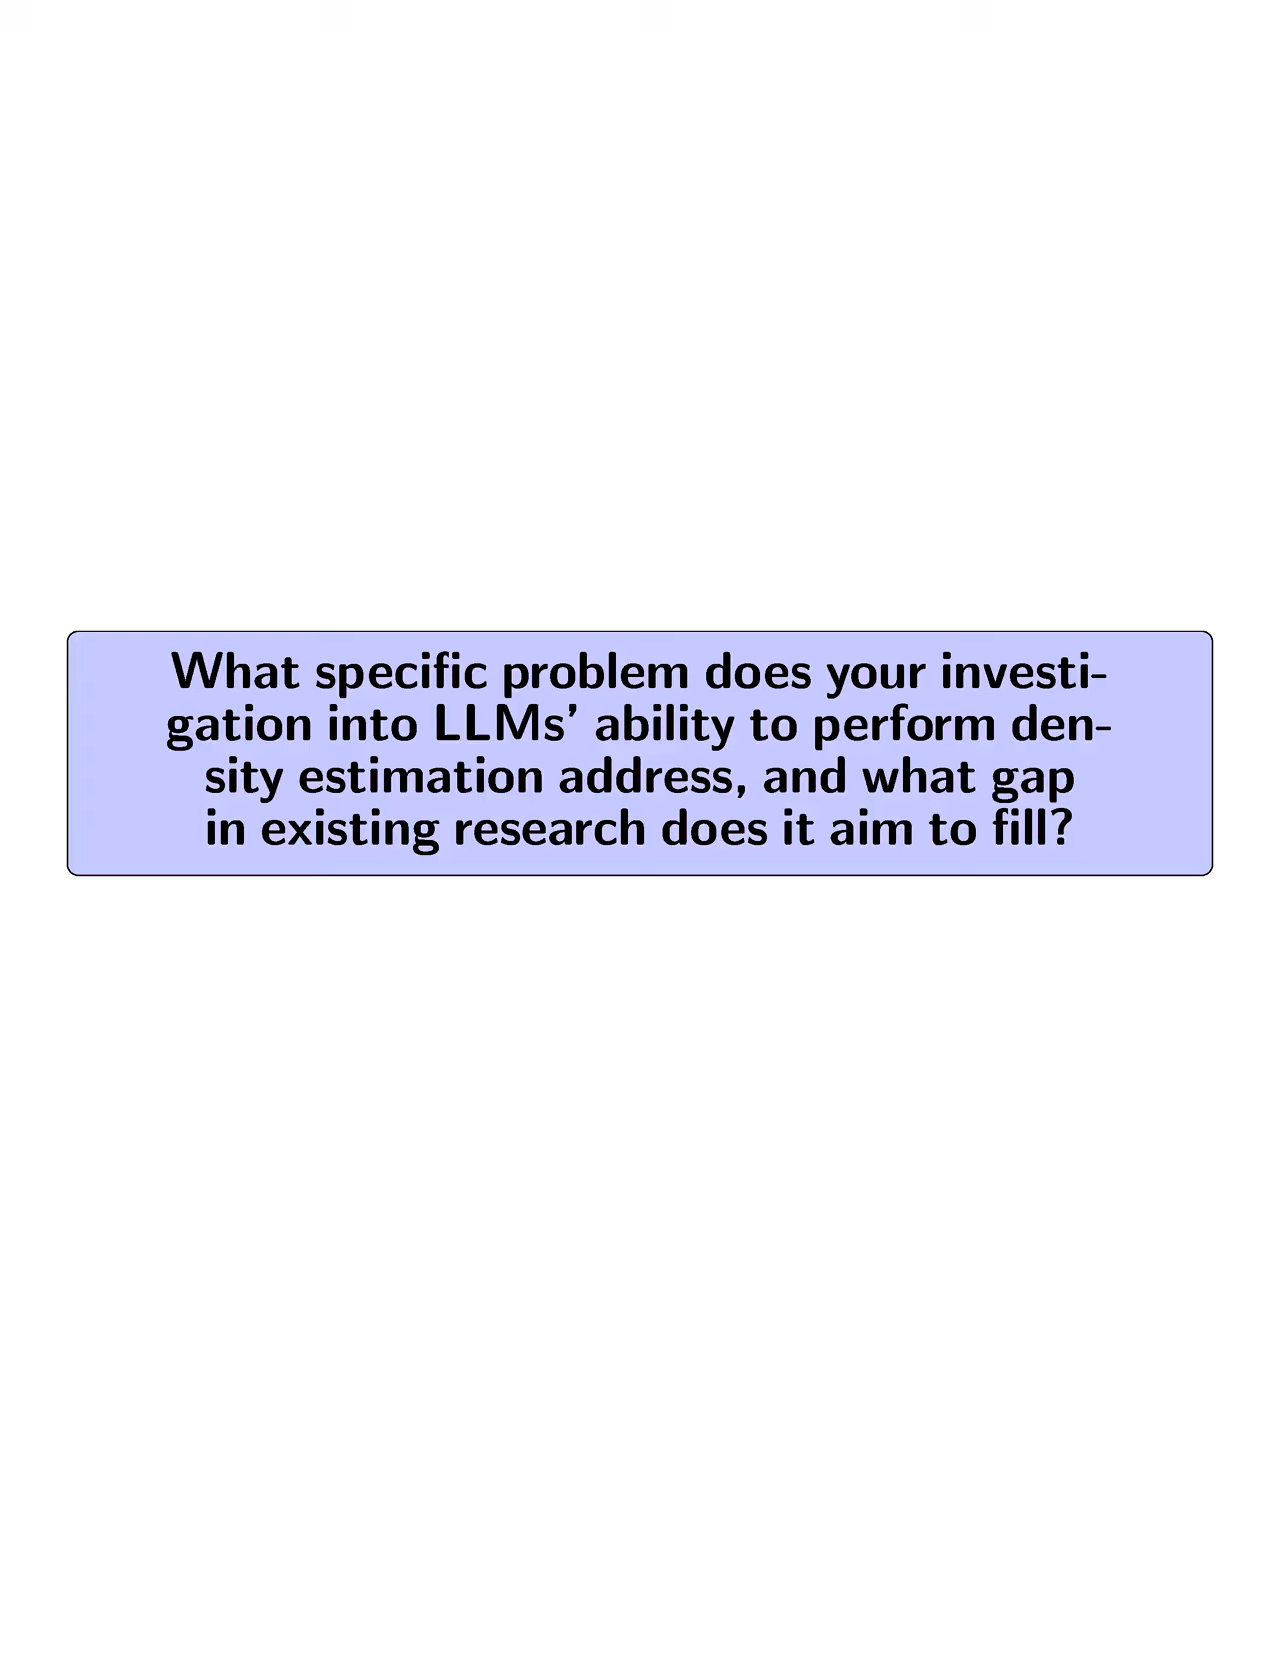 What specific problem does your investi-
gation into LLMs' ability to perform den-
sity estimation address, and what gap
in existing research does it aim to fill?